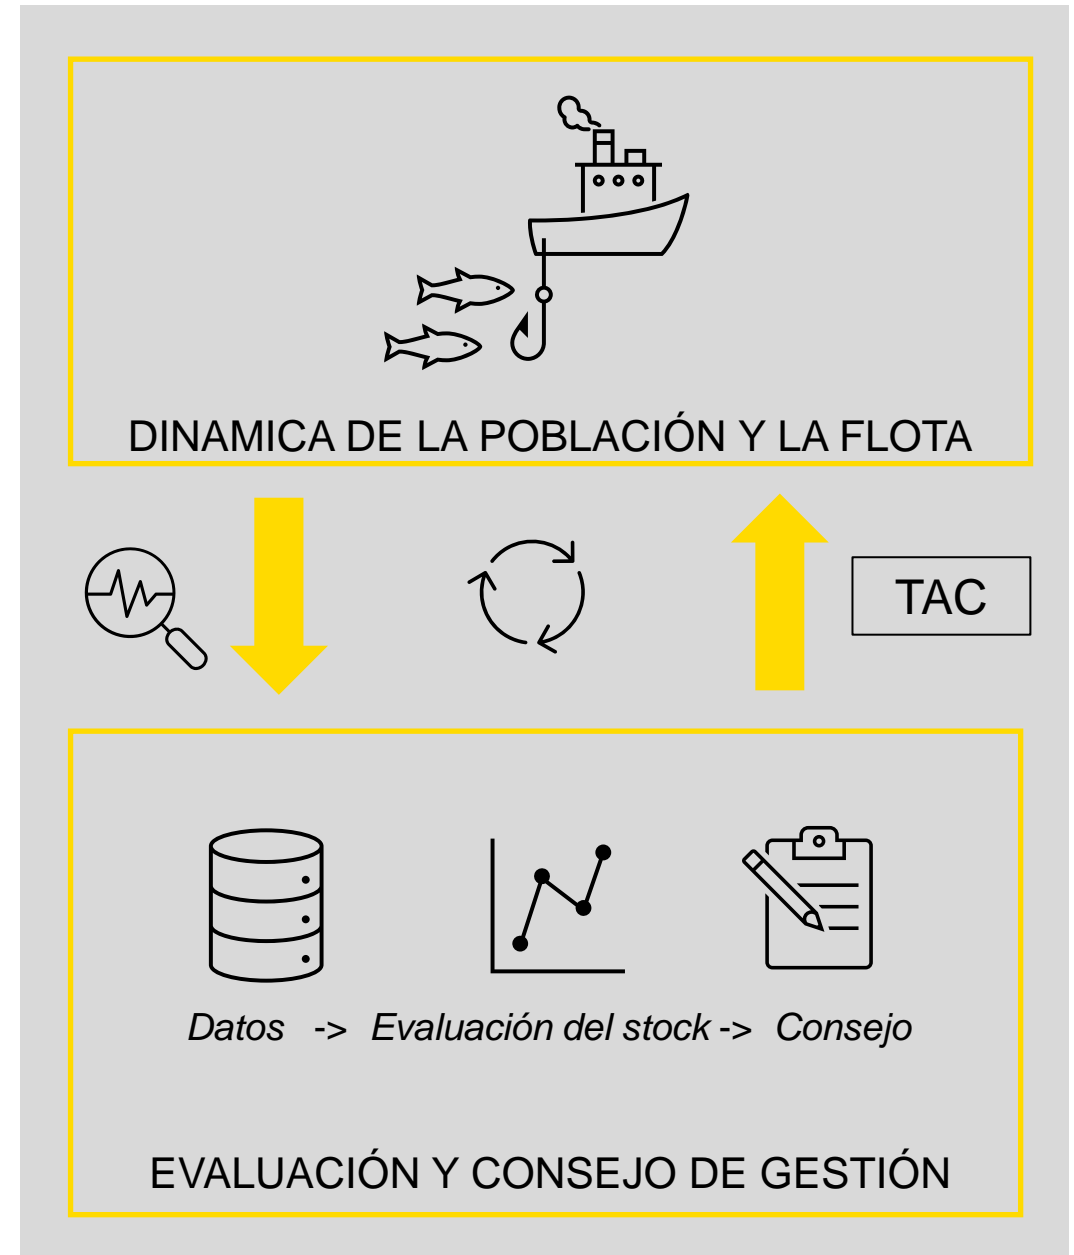 DINAMICA DE LA POBLACIÓN Y LA FLOTA
TAC
Datos -> Evaluación del stock -> Consejo
EVALUACIÓN Y CONSEJO DE GESTIÓN